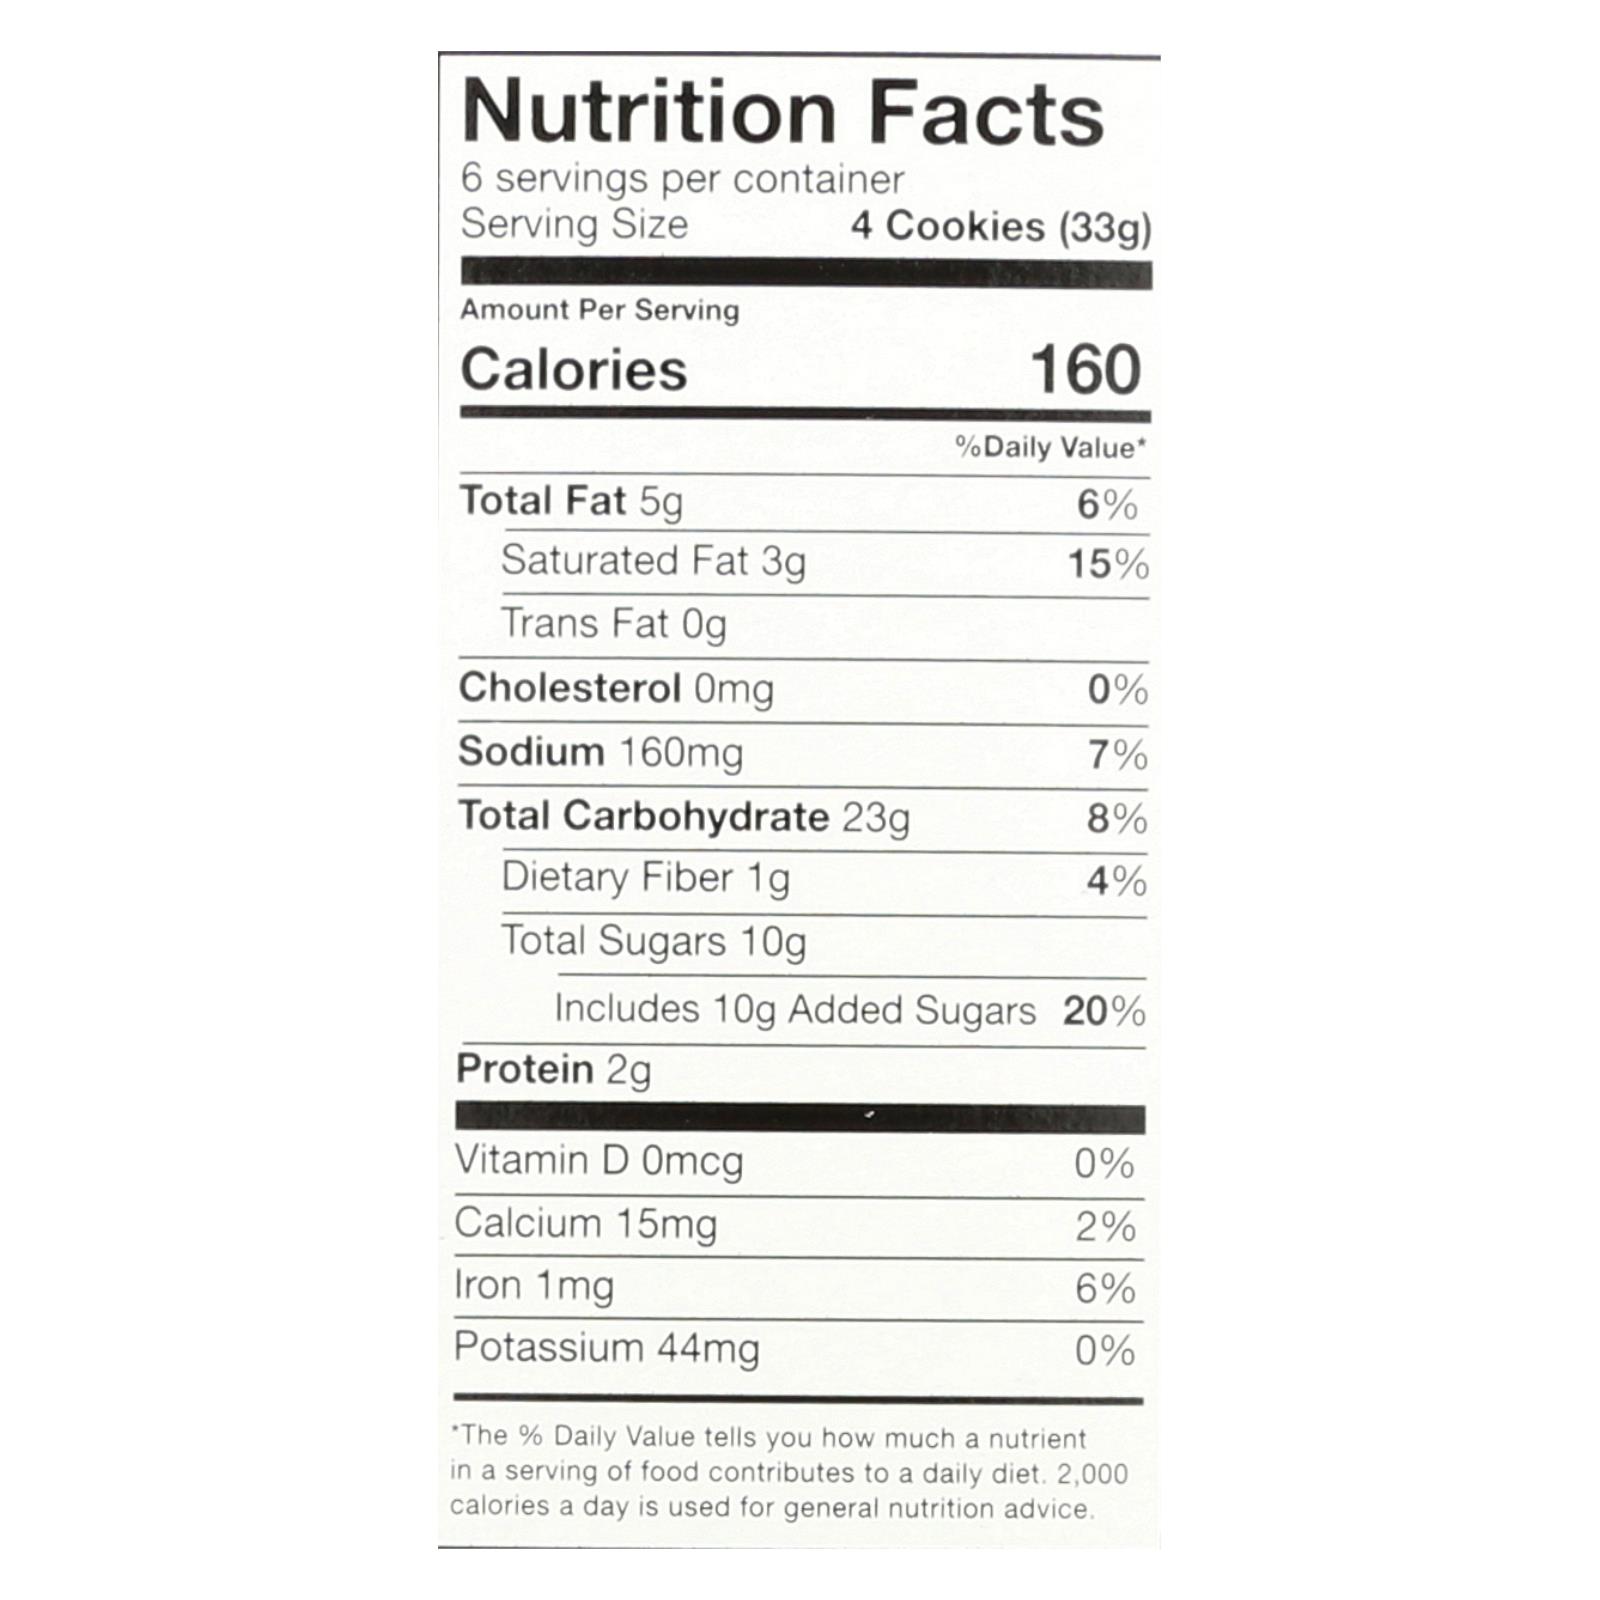 Nutrition Facts
6 servings per container
Serving Size 4 Cookies (33g)
Amount Per Serving
Calories 160
%Daily Value*
Total Fat 5g 6%
Saturated Fat 3g 15%
Trans Fat 0g
Cholesterol 0mg 0%
Sodium 160mg 7%
Total Carbohydrate 23g 8%
Dietary Fiber 1g 4%
Total Sugars 10g
Includes 10g Added Sugars 20%
Protein 2g
Vitamin D 0mcg 0%
Calcium 15mg 2%
Iron 1mg 6%
Potassium 44mg 0%
*The % Daily Value tells you how much a nutrient
in a serving of food contributes to a daily diet. 2,000
calories a day is used for general nutrition advice.